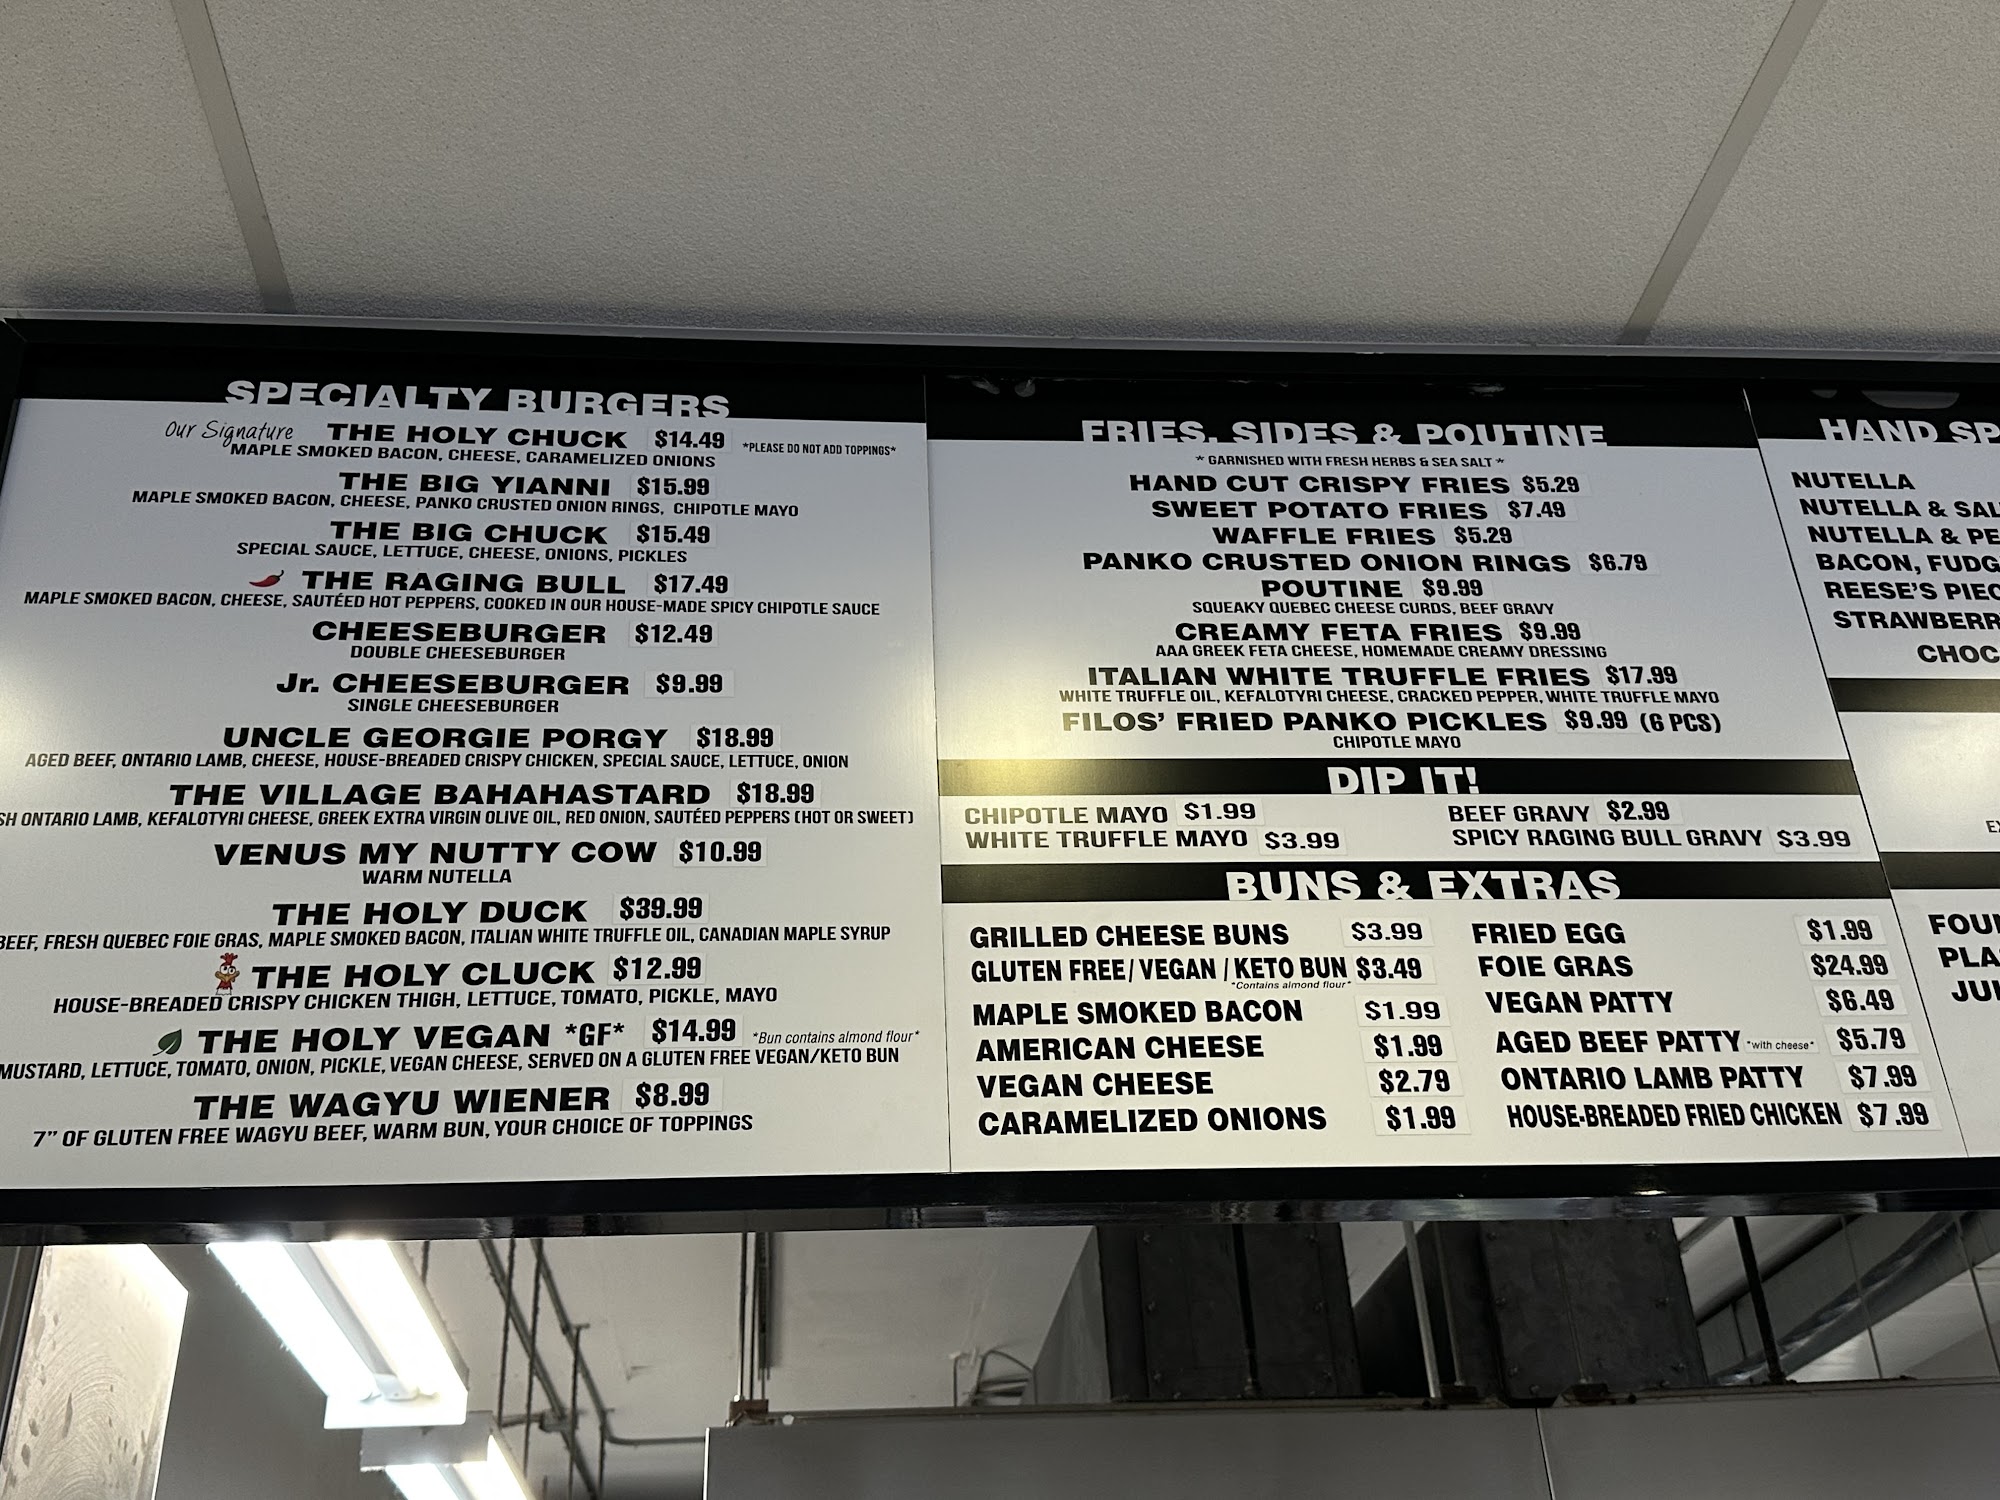 SPECIALTY BURGERS
Our Signature THE HOLY CHUCK $14.49 *PLEASE DO NOT ADD TOPPINGS*
MAPLE SMOKED BACON, CHEESE, CARAMELIZED ONIONS
THE BIG YIANNI $15.99
MAPLE SMOKED BACON, CHEESE, PANKO CRUSTED ONION RINGS, CHIPOTLE MAYO
THE BIG CHUCK $15.49
SPECIAL SAUCE, LETTUCE, CHEESE, ONIONS, PICKLES
THE RAGING BULL $17.49
MAPLE SMOKED BACON, CHEESE, SAUTÉED HOT PEPPERS, COOKED IN OUR HOUSE-MADE SPICY CHIPOTLE SAUCE
CHEESEBURGER $12.49
DOUBLE CHEESEBURGER
Jr. CHEESEBURGER $9.99
SINGLE CHEESEBURGER
UNCLE GEORGIE PORGY $18.99
AGED BEEF, ONTARIO LAMB, CHEESE, HOUSE-BREADED CRISPY CHICKEN, SPECIAL SAUCE, LETTUCE, ONION
THE VILLAGE BAHAHASTARD $18.99
SH ONTARIO LAMB, KEFALOTYRI CHEESE, GREEK EXTRA VIRGIN OLIVE OIL, RED ONION, SAUTÉED PEPPERS (HOT OR SWEET)
VENUS MY NUTTY COW $10.99
WARM NUTELLA
THE HOLY DUCK $39.99
BEEF, FRESH QUEBEC FOIE GRAS, MAPLE SMOKED BACON, ITALIAN WHITE TRUFFLE OIL, CANADIAN MAPLE SYRUP
THE HOLY CLUCK $12.99
HOUSE-BREADED CRISPY CHICKEN THIGH, LETTUCE, TOMATO, PICKLE, MAYO
THE HOLY VEGAN *GF* $14.99 *Bun contains almond flour*
MUSTARD, LETTUCE, TOMATO, ONION, PICKLE, VEGAN CHEESE, SERVED ON A GLUTEN FREE VEGAN/KETO BUN
THE WAGYU WIENER $8.99
7" OF GLUTEN FREE WAGYU BEEF, WARM BUN, YOUR CHOICE OF TOPPINGS
FRIES, SIDES & POUTINE
* GARNISHED WITH FRESH HERBS & SEA SALT *
HAND CUT CRISPY FRIES $5.29
SWEET POTATO FRIES $7.49
WAFFLE FRIES $5.29
PANKO CRUSTED ONION RINGS $6.79
POUTINE $9.99
SQUEAKY QUEBEC CHEESE CURDS, BEEF GRAVY
CREAMY FETA FRIES $9.99
AAA GREEK FETA CHEESE, HOMEMADE CREAMY DRESSING
ITALIAN WHITE TRUFFLE FRIES $17.99
WHITE TRUFFLE OIL, KEFALOTYRI CHEESE, CRACKED PEPPER, WHITE TRUFFLE MAYO
FILOS' FRIED PANKO PICKLES $9.99 (6 PCS)
CHIPOTLE MAYO
DIP IT!
CHIPOTLE MAYO $1.99 BEEF GRAVY $2.99
WHITE TRUFFLE MAYO $3.99 SPICY RAGING BULL GRAVY $3.99
BUNS & EXTRAS
GRILLED CHEESE BUNS $3.99 FRIED EGG $1.99
GLUTEN FREE/ VEGAN / KETO BUN $3.49 FOIE GRAS $24.99
*Contains almond flour*
MAPLE SMOKED BACON $1.99 VEGAN PATTY $6.49
AMERICAN CHEESE $1.99 AGED BEEF PATTY *with cheese* $5.79
VEGAN CHEESE $2.79 ONTARIO LAMB PATTY $7.99
CARAMELIZED ONIONS $1.99 HOUSE-BREADED FRIED CHICKEN $7.99
HAND SP
NUTELLA
NUTELLA & SAL
NUTELLA & PE
BACON, FUDG
REESE'S PIEC
STRAWBERR
CHOC
FOU
PLA
JUI